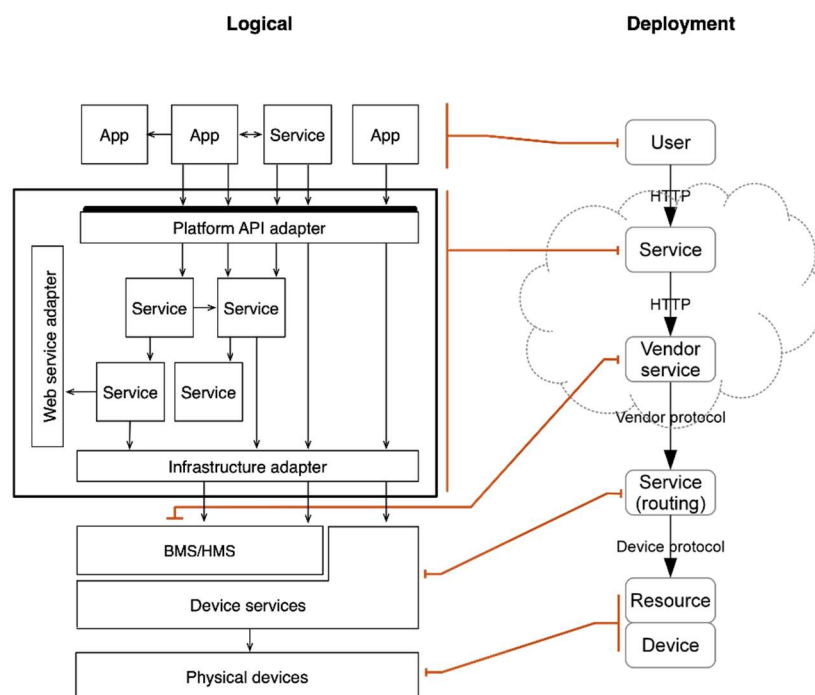 Logical
Deployment
App
App
Service
App
User
HTTP
Platform API adapter
Service
Web service adapter
Service
Service
HTTP
Service
Service
Vendor
service
Vendor protocol
Infrastructure adapter
Service
(routing)
BMS/HMS
Device protocol
Device services
Resource
Device
Physical devices